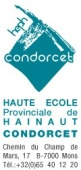 heph
condorcet
HAUTE ECOLE
Provinciale de
HAINAUT
CONDORCET
Chemin du Champ de
Mars, 17 B-7000 Mons
Tél.:+32(0)65 40 12 20